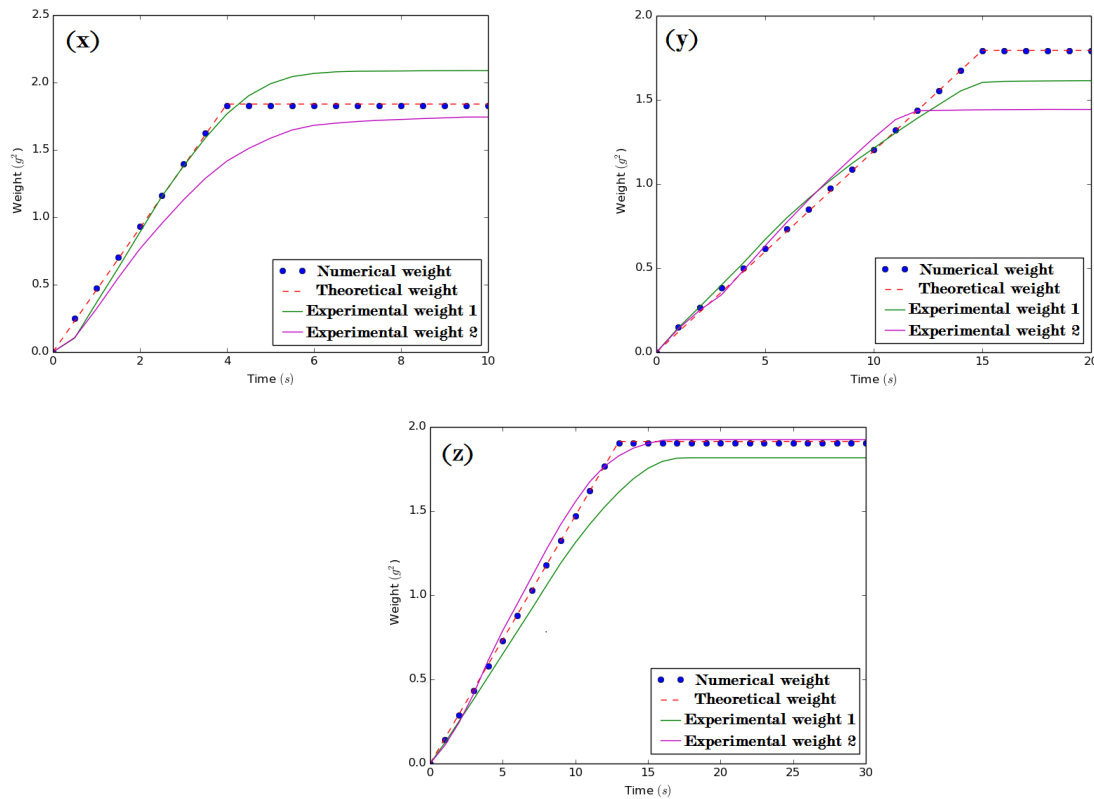 (x)
2.5
2.0
1.5
1.0
0.5
0.0
Weight (g²)
0 2 4 6 8 10
Time (s)
Numerical weight
Theoretical weight
Experimental weight 1
Experimental weight 2
(y)
2.0
1.5
1.0
0.5
0.0
Weight (g²)
0 5 10 15 20
Time (s)
Numerical weight
Theoretical weight
Experimental weight 1
Experimental weight 2
(z)
2.0
1.5
1.0
0.5
0.0
Weight (g²)
0 5 10 15 20 25 30
Time (s)
Numerical weight
Theoretical weight
Experimental weight 1
Experimental weight 2